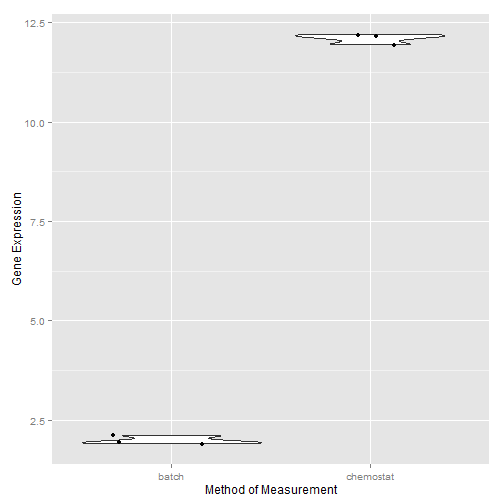 12.5
10.0
7.5
5.0
2.5
Gene Expression
batch
chemostat
Method of Measurement